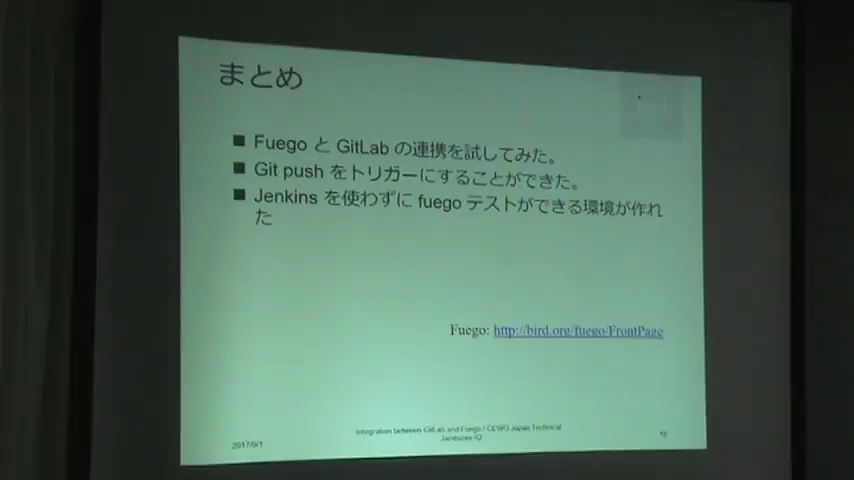 まとめ
■ Fuego と GitLab の連携を試してみた。
■ Git push をトリガーにすることができた。
■ Jenkins を使わずに fuego テストができる環境が作れ
た
Fuego: http://bird.org/fuego/FrontPage
2017/9/1
Integration between GitLab and Fuego / CEWG Japan Technical
Jamboree 62